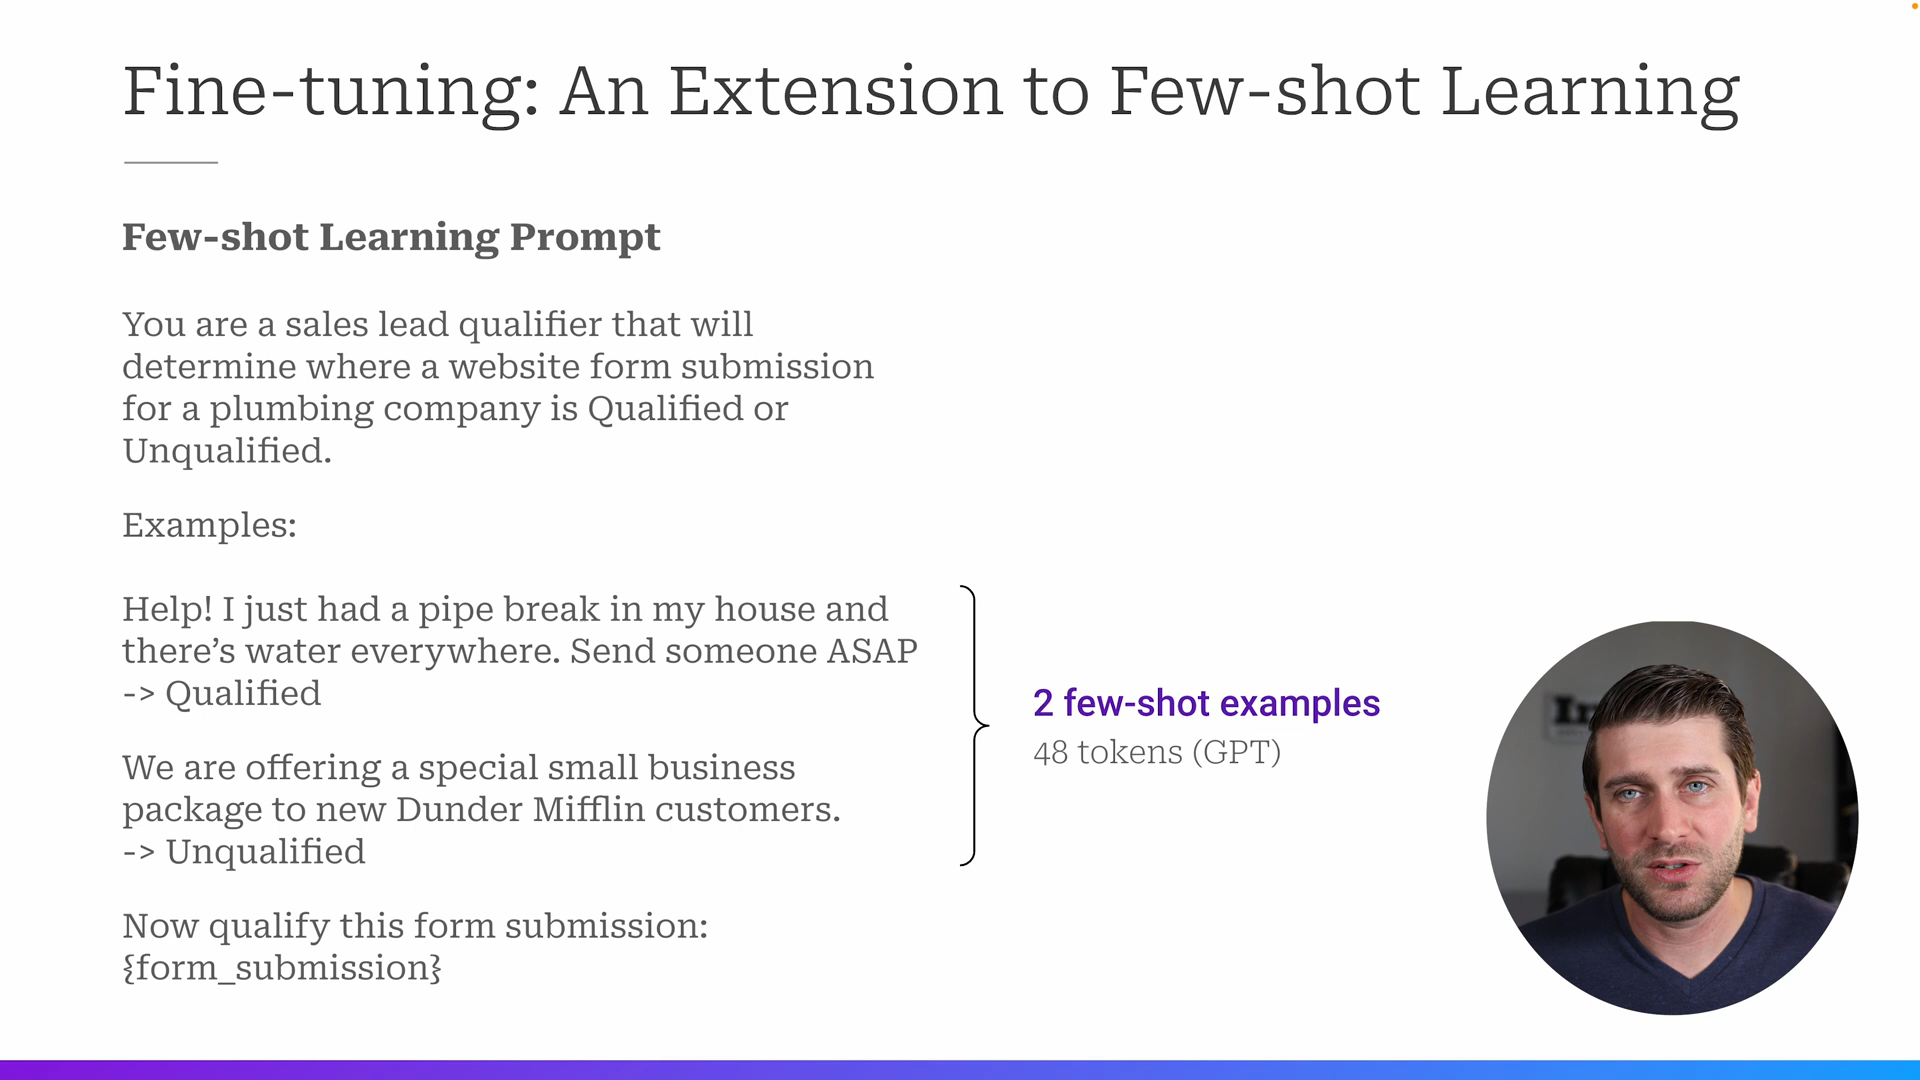 Fine-tuning: An Extension to Few-shot Learning
Few-shot Learning Prompt
You are a sales lead qualifier that will
determine where a website form submission
for a plumbing company is Qualified or
Unqualified.
Examples:
Help! I just had a pipe break in my house and
there’s water everywhere. Send someone ASAP
-> Qualified
We are offering a special small business
package to new Dunder Mifflin customers.
-> Unqualified
Now qualify this form submission:
{form_submission}
2 few-shot examples
48 tokens (GPT)